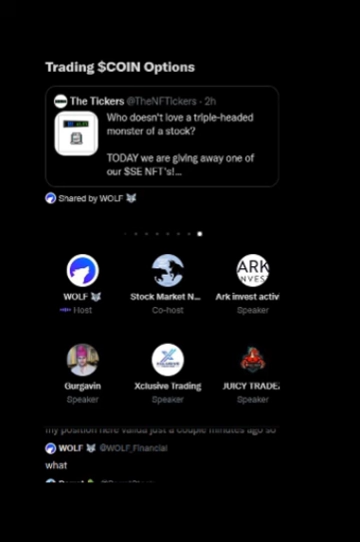 Trading $COIN Options
The Tickers @TheNFTickers · 2h
Who doesn't love a triple-headed
monster of a stock?
TODAY we are giving away one of
our $SE NFT's!...
Shared by WOLF
ARK
INVES
WOLF
Stock Market N...
Ark invest activ
Host
Co-host
Speaker
Gurgavin
Xclusive Trading
JUICY TRADE
Speaker
Speaker
Speaker
my position here valida just a couple minutes ago so
WOLF @WOLF_Financial
what